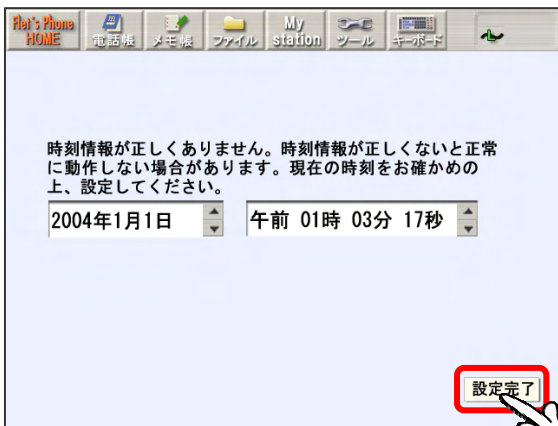 Flet's Phone
HOME
電話帳
メモ帳
ファイル
My
station
ツール
キーボード
時刻情報が正しくありません。時刻情報が正しくないと正常
に動作しない場合があります。現在の時刻をお確かめの
上、設定してください。
2004年1月1日
午前 01時 03分 17秒
設定完了